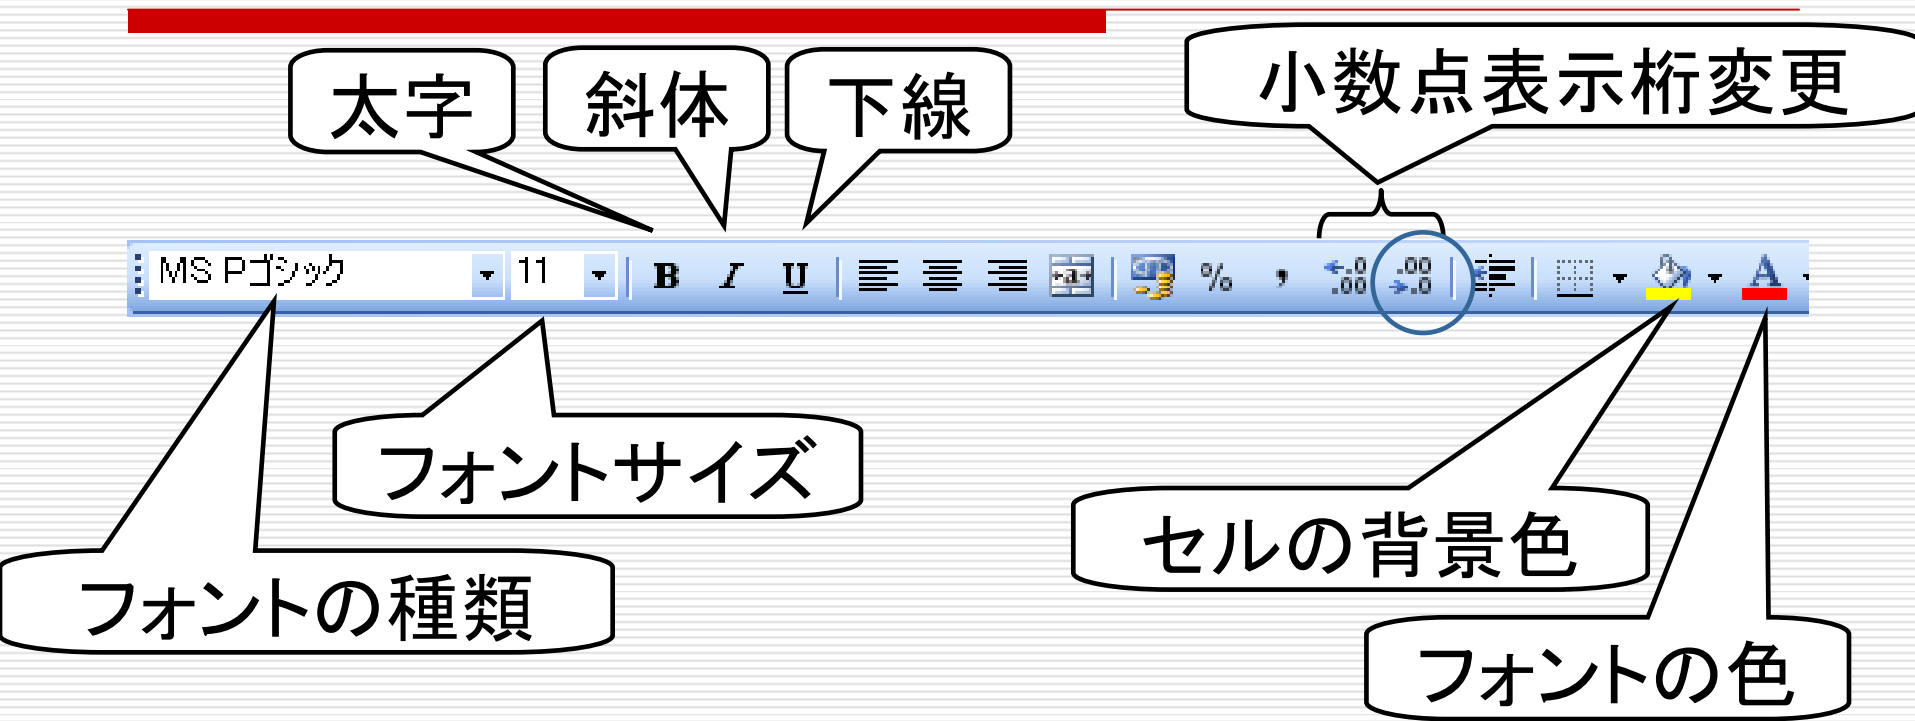 太字
斜体
下線
小数点表示桁変更
MS Pゴシック 11 B I U a % , .0 .00 .00 .0 A
フォントサイズ
セルの背景色
フォントの種類
フォントの色